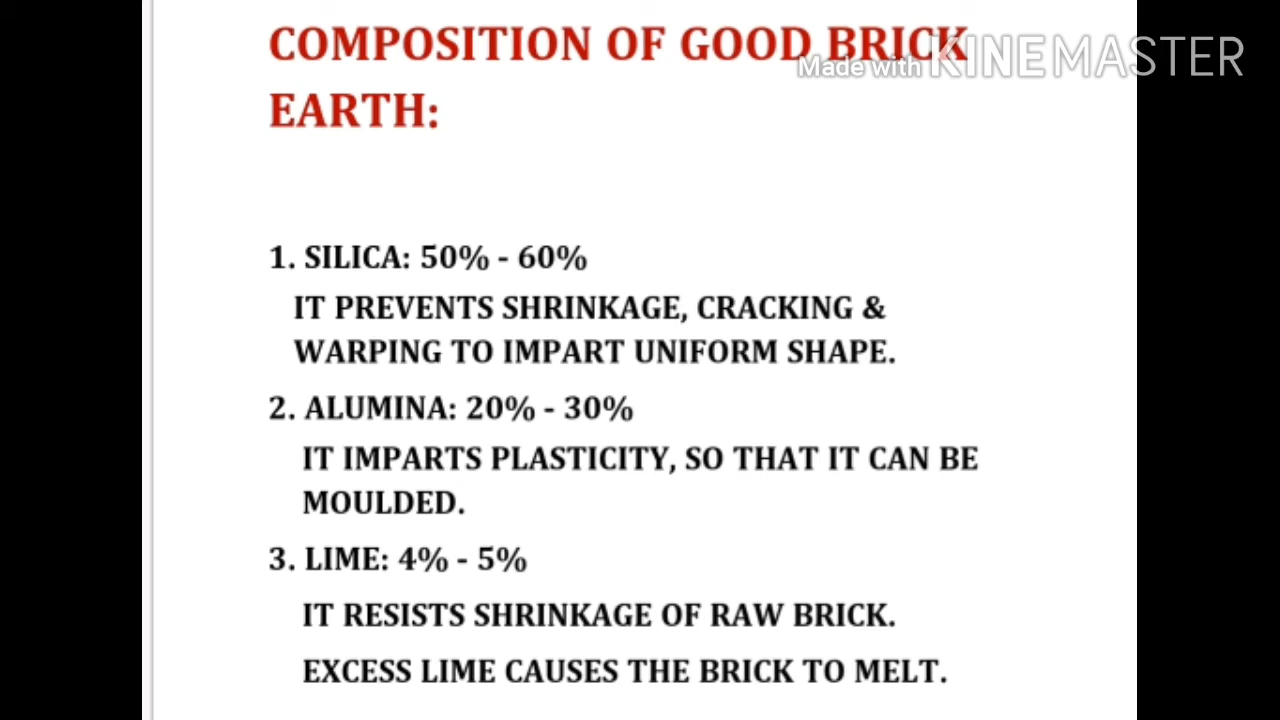 COMPOSITION OF GOOD BRICK
Made with KINEMASTER
EARTH:
1. SILICA: 50% - 60%
IT PREVENTS SHRINKAGE, CRACKING &
WARPING TO IMPART UNIFORM SHAPE.
2. ALUMINA: 20% - 30%
IT IMPARTS PLASTICITY, SO THAT IT CAN BE
MOULDED.
3. LIME: 4% - 5%
IT RESISTS SHRINKAGE OF RAW BRICK.
EXCESS LIME CAUSES THE BRICK TO MELT.